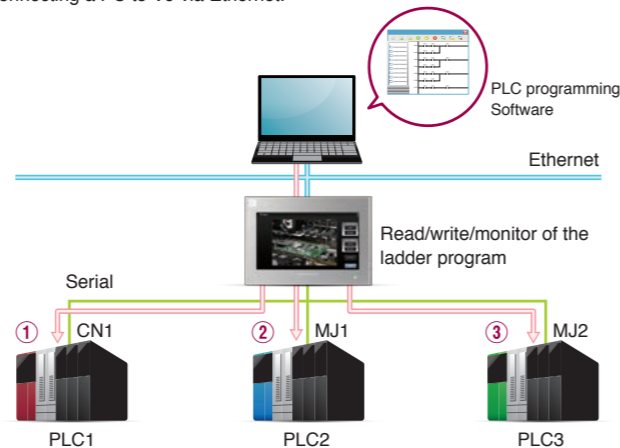 PLC programming
Software
Ethernet
Read/write/monitor of the
ladder program
Serial
① CN1
② MJ1
③ MJ2
PLC1
PLC2
PLC3